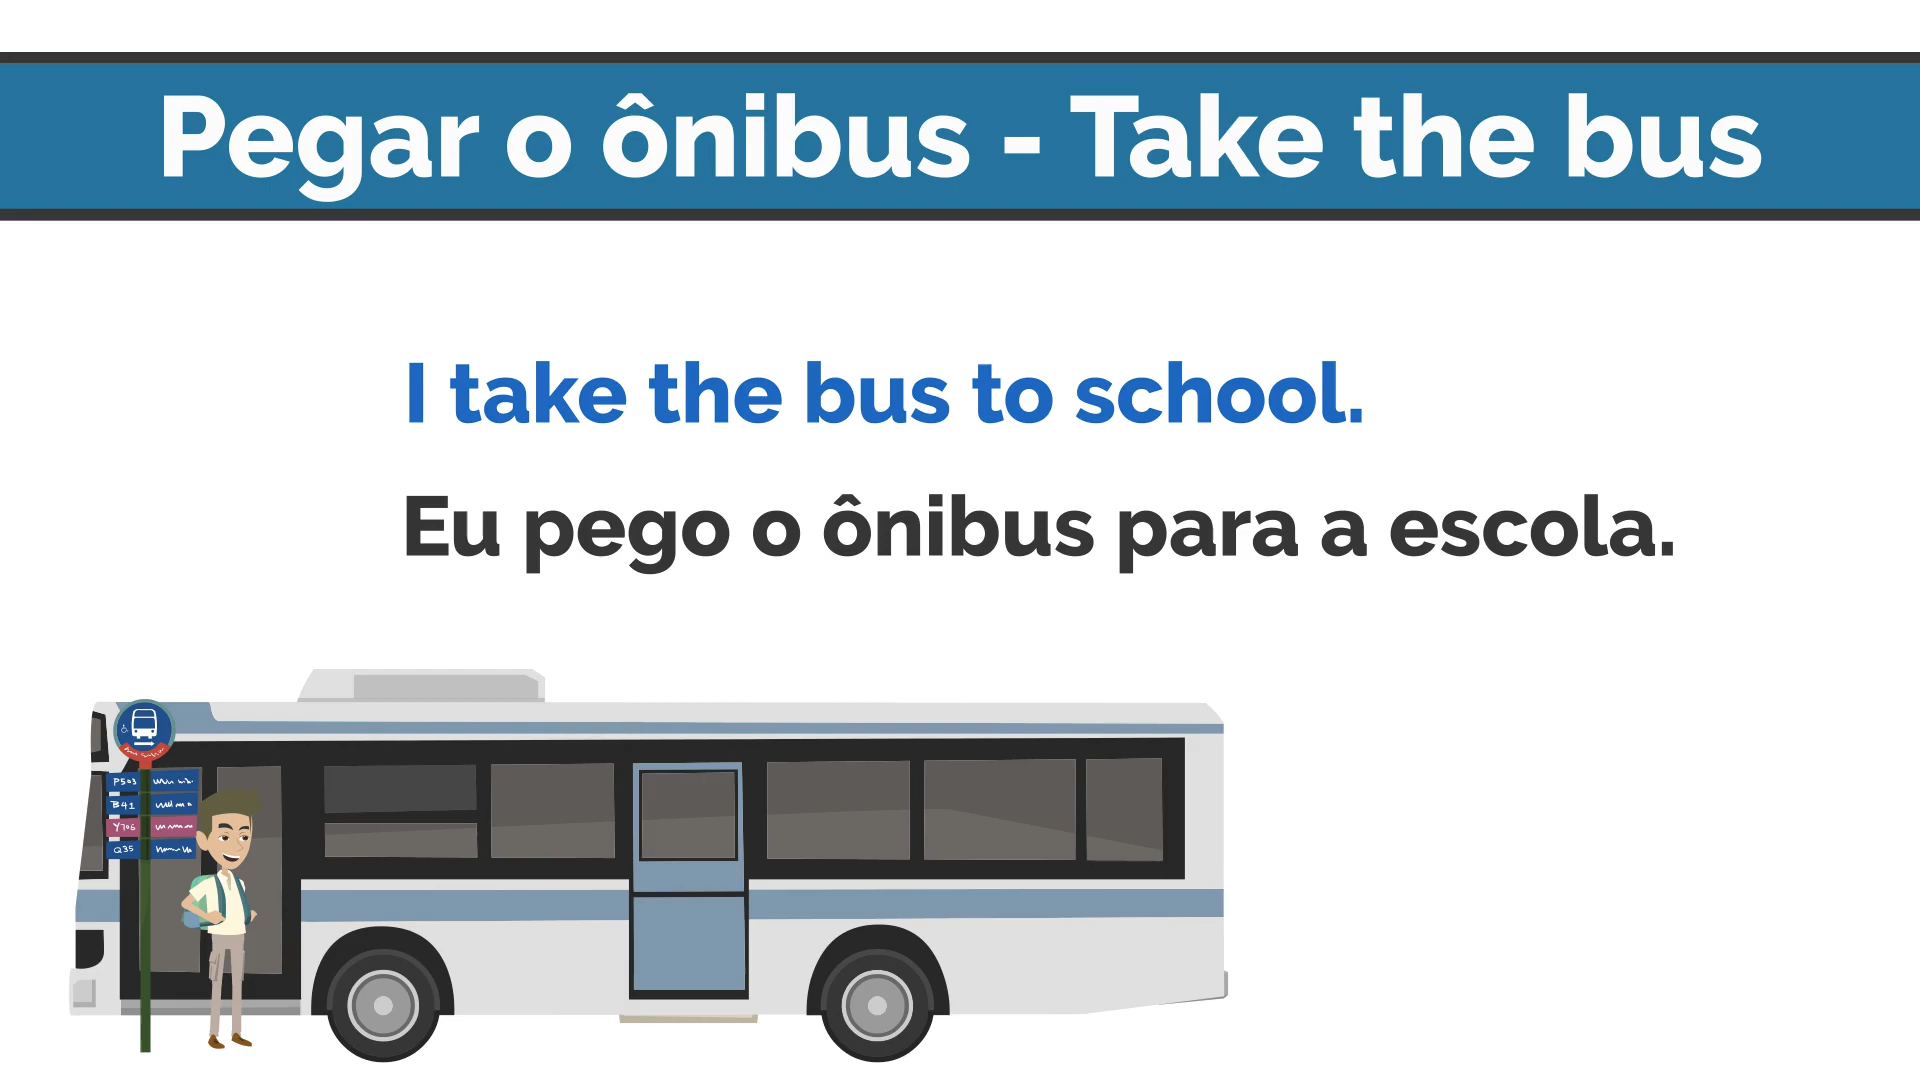 Pegar o ônibus - Take the bus
I take the bus to school.
Eu pego o ônibus para a escola.
P503
B41
Y706
Q35